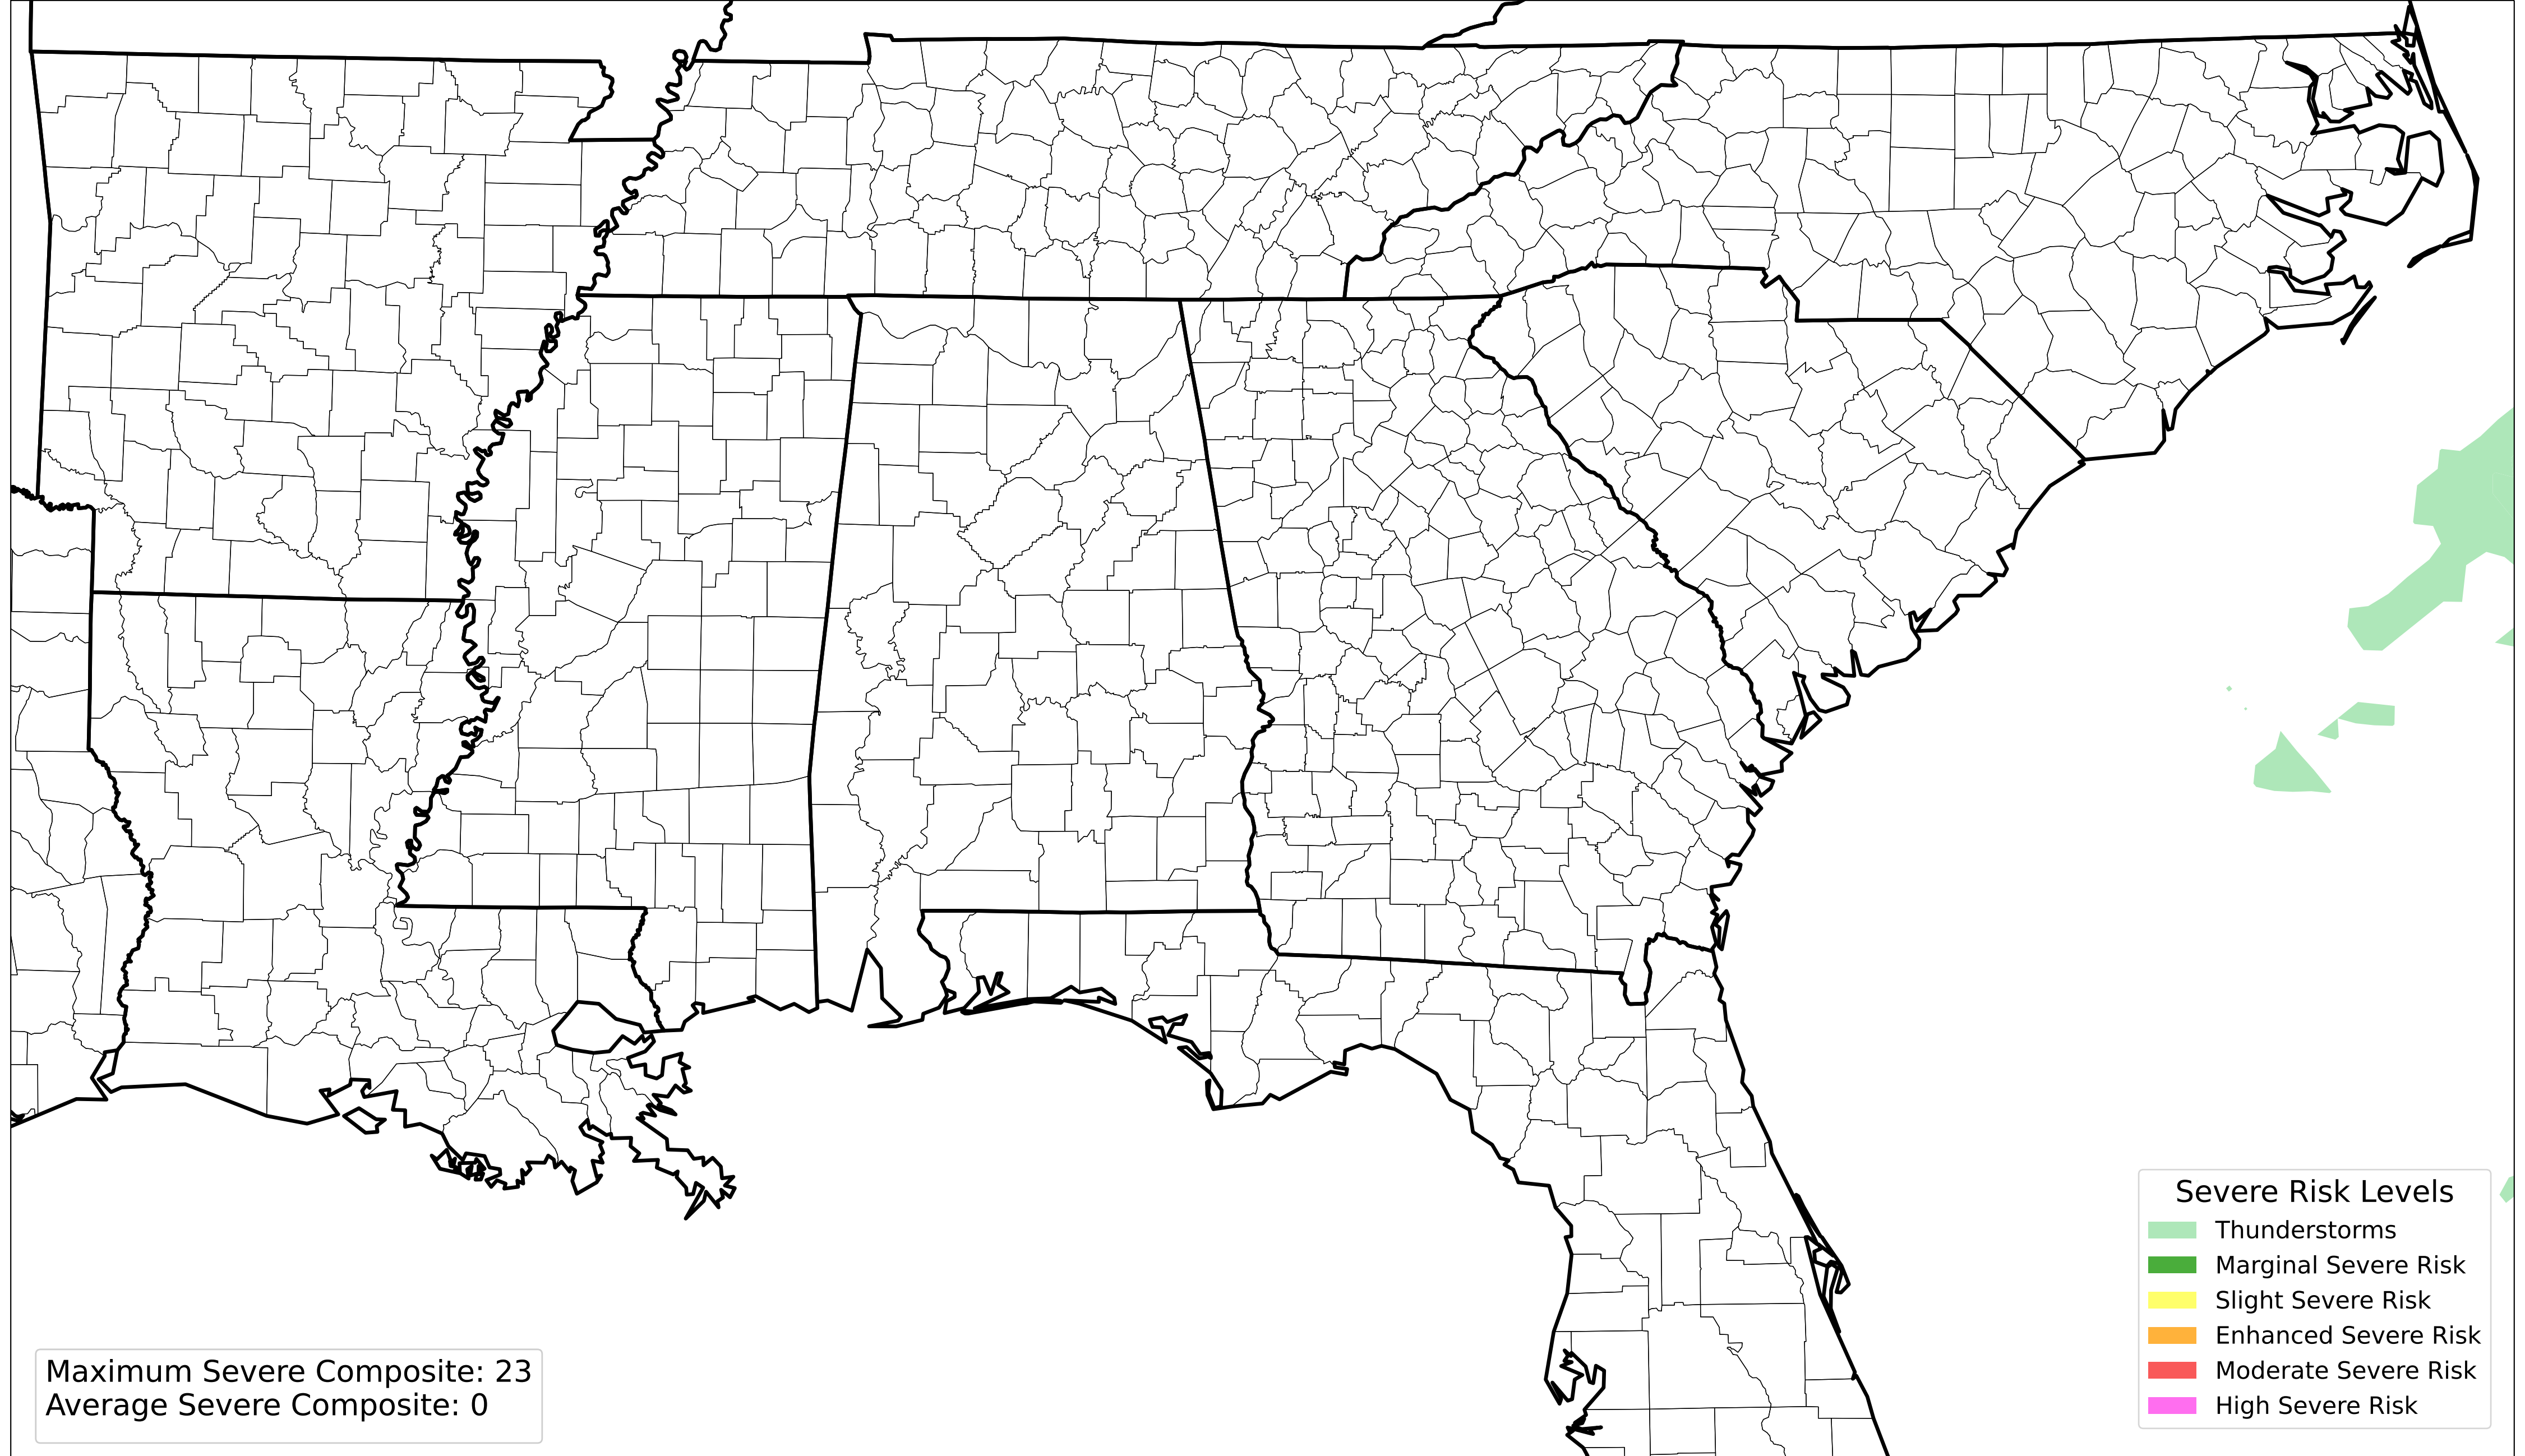 Severe Risk Levels
Thunderstorms
Marginal Severe Risk
Slight Severe Risk
Enhanced Severe Risk
Moderate Severe Risk
High Severe Risk
Maximum Severe Composite: 23
Average Severe Composite: 0